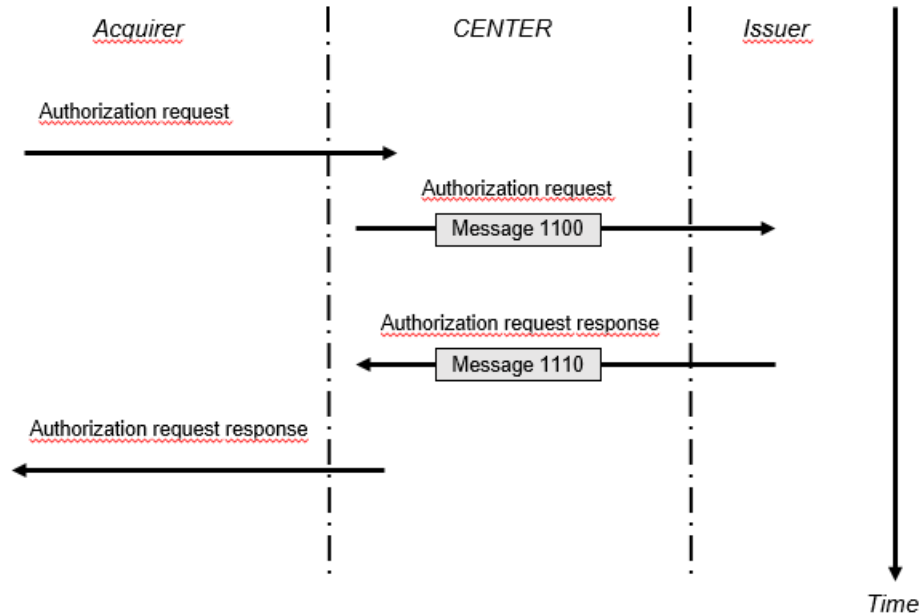 Acquirer
CENTER
Issuer
Authorization request
Authorization request
Message 1100
Authorization request response
Message 1110
Authorization request response
Time